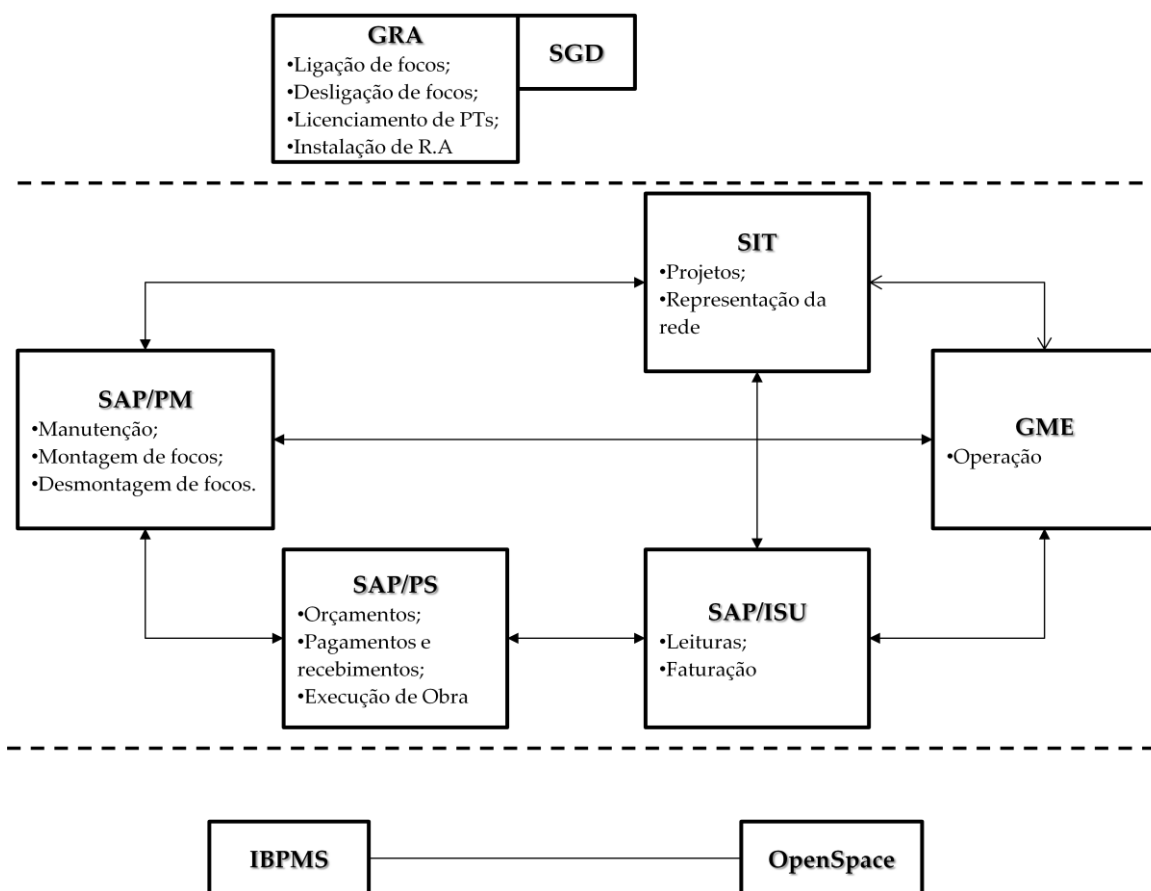 GRA
•Ligação de focos;
•Desligação de focos;
•Licenciamento de PTs;
•Instalação de R.A
SGD
SIT
•Projetos;
•Representação da
rede
SAP/PM
•Manutenção;
•Montagem de focos;
•Desmontagem de focos.
GME
•Operação
SAP/PS
•Orçamentos;
•Pagamentos e
recebimentos;
•Execução de Obra
SAP/ISU
•Leituras;
•Faturação
IBPMS
OpenSpace